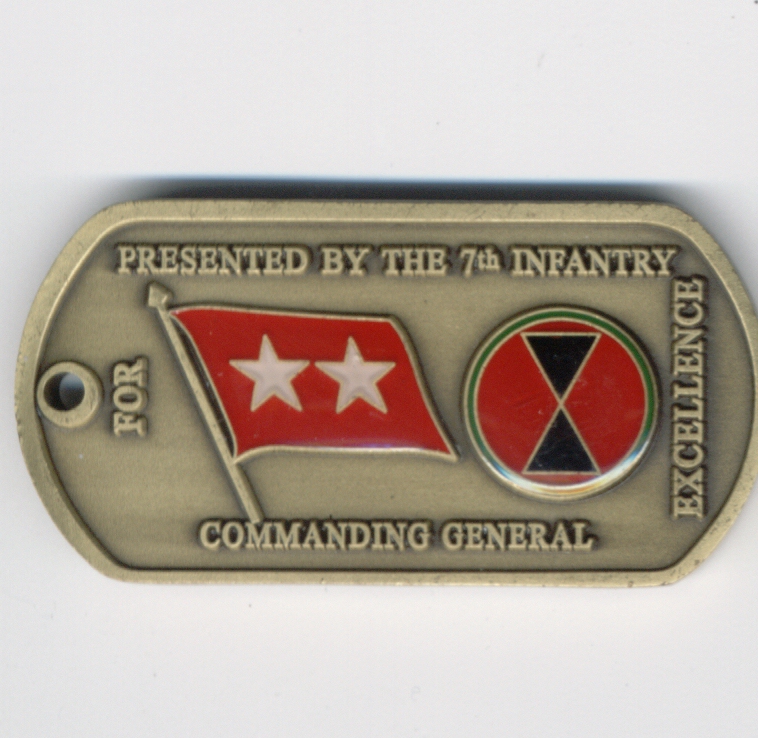 PRESENTED BY THE 7th INFANTRY
FOR
EXCELLENCE
COMMANDING GENERAL